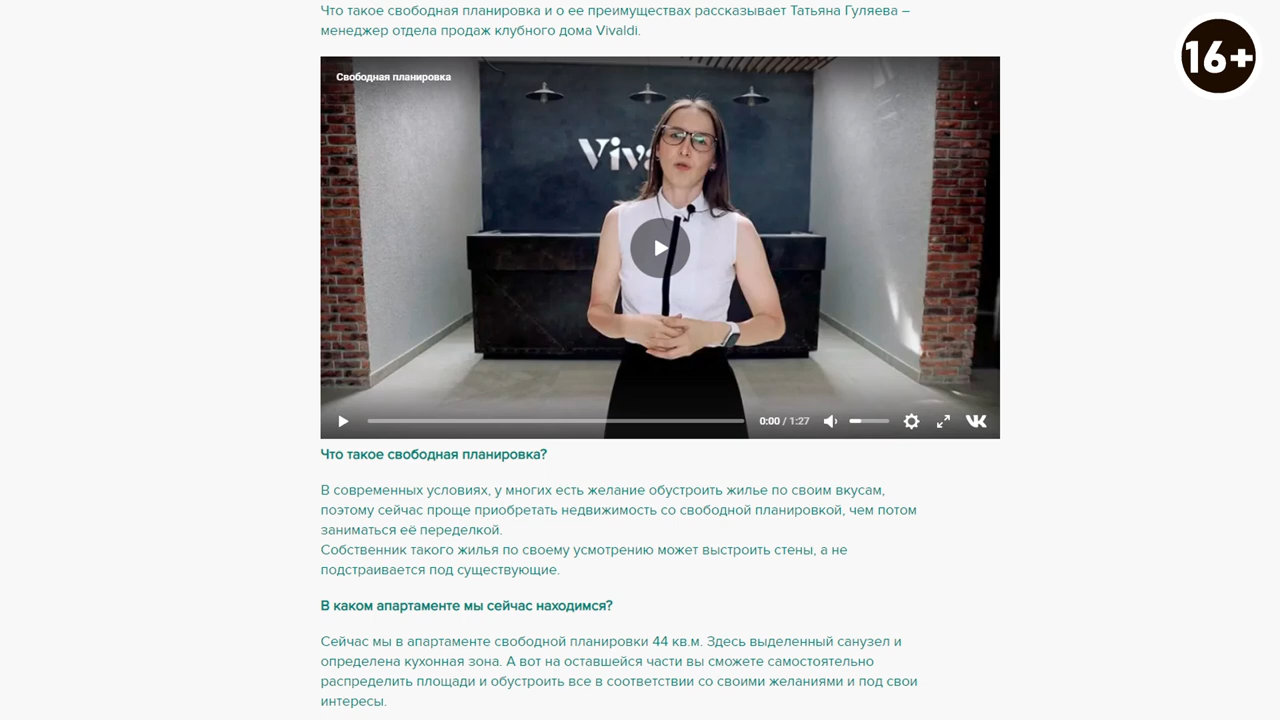 Что такое свободная планировка и о ее преимуществах рассказывает Татьяна Гуляева –
менеджер отдела продаж клубного дома Vivaldi.
16+
Свободная планировка
Viva
0:00 / 1:27
Что такое свободная планировка?
В современных условиях, у многих есть желание обустроить жилье по своим вкусам,
поэтому сейчас проще приобретать недвижимость со свободной планировкой, чем потом
заниматься её переделкой.
Собственник такого жилья по своему усмотрению может выстроить стены, а не
подстраивается под существующие.
В каком апартаменте мы сейчас находимся?
Сейчас мы в апартаменте свободной планировки 44 кв.м. Здесь выделенный санузел и
определена кухонная зона. А вот на оставшейся части вы сможете самостоятельно
распределить площади и обустроить все в соответствии со своими желаниями и под свои
интересы.